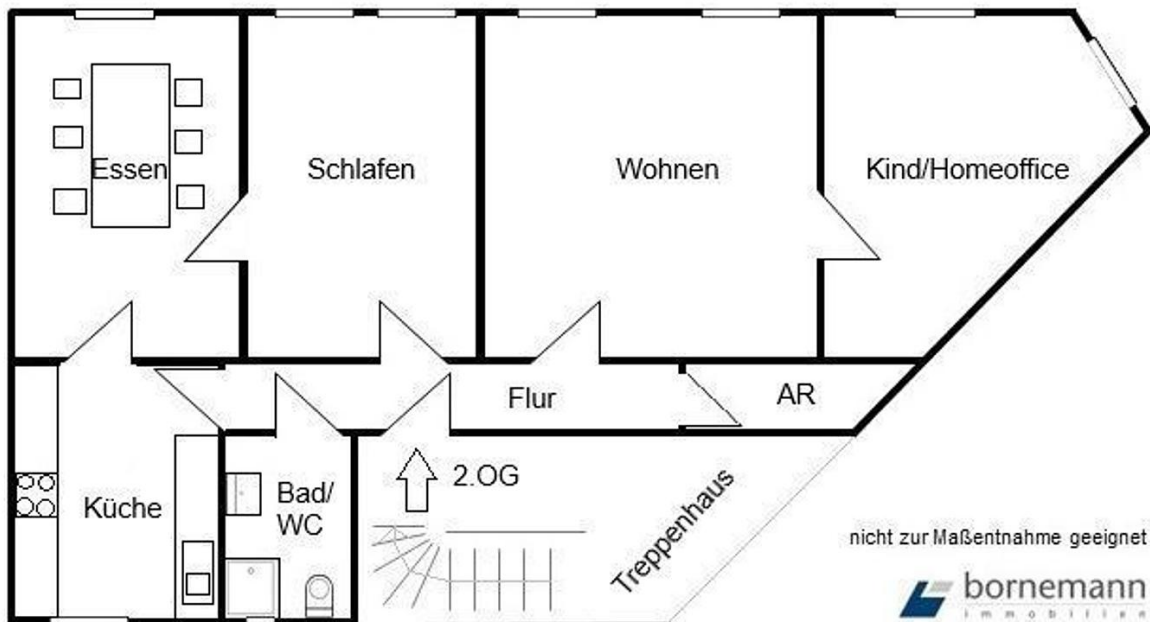 Essen
Schlafen
Wohnen
Kind/Homeoffice
Flur
AR
Küche
Bad/
WC
2.OG
Treppenhaus
nicht zur Maßentnahme geeignet
bornemann
immobilien